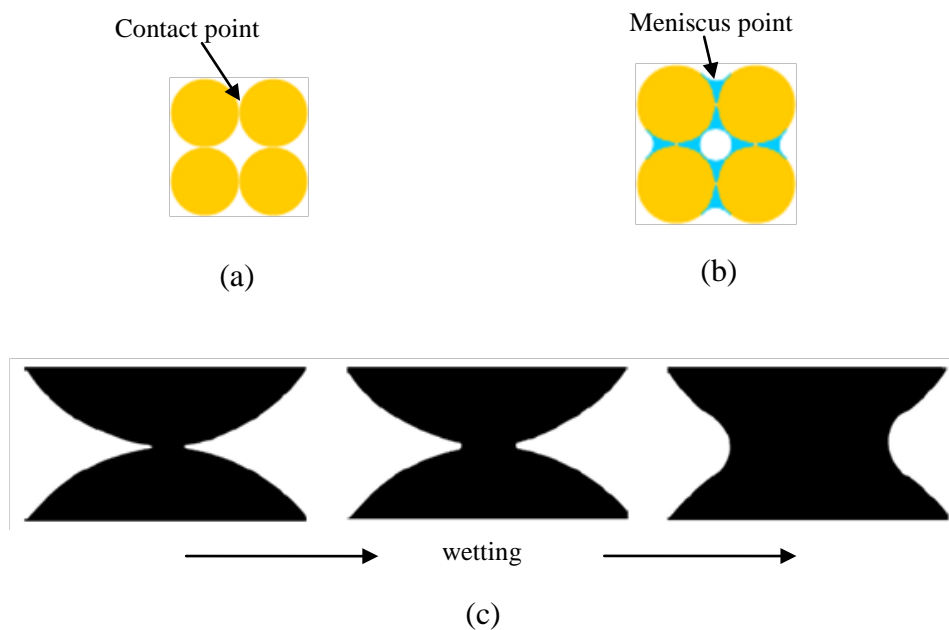 Contact point
Meniscus point
(a)
(b)
wetting
(c)